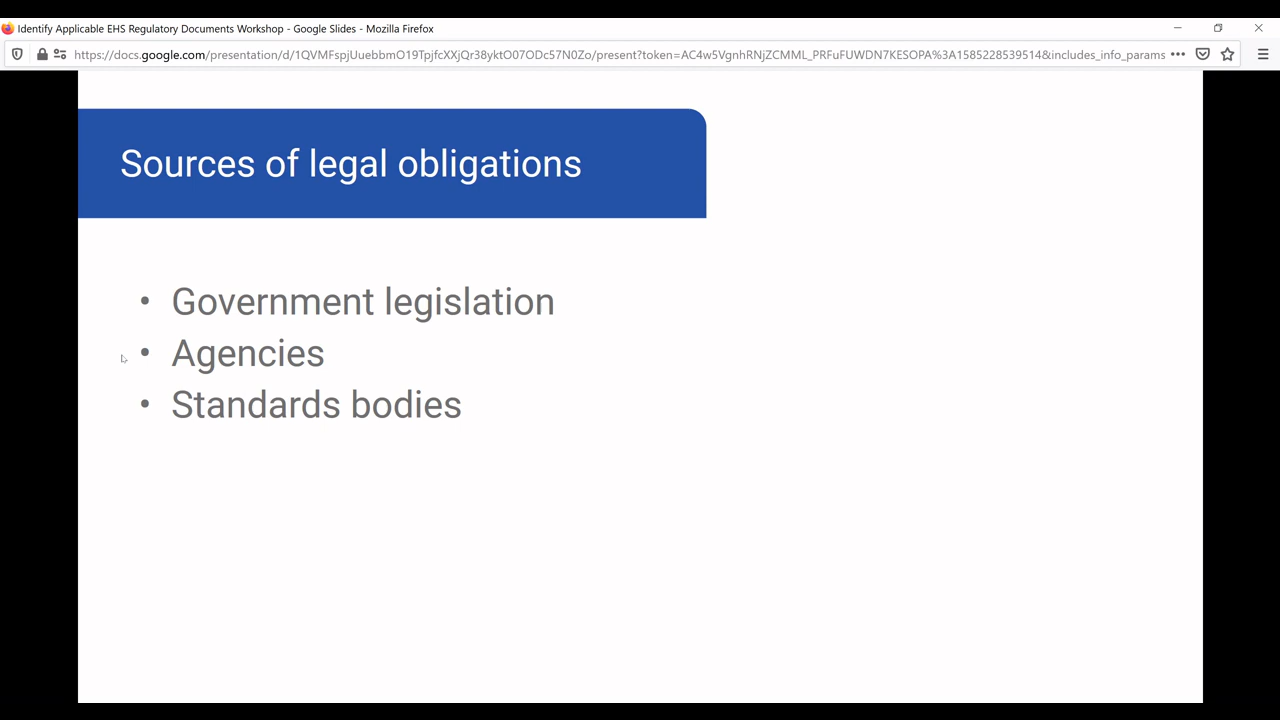 Identify Applicable EHS Regulatory Documents Workshop - Google Slides - Mozilla Firefox
https://docs.google.com/presentation/d/1QVMFspjUuebbmO19TpjfcXXjQr38yktO07ODc57N0Zo/present?token=AC4w5VgnhRNjZCMML_PRFuFUWDN7KESOPA%3A1585228539514&includes_info_params
Sources of legal obligations
• Government legislation
• Agencies
• Standards bodies